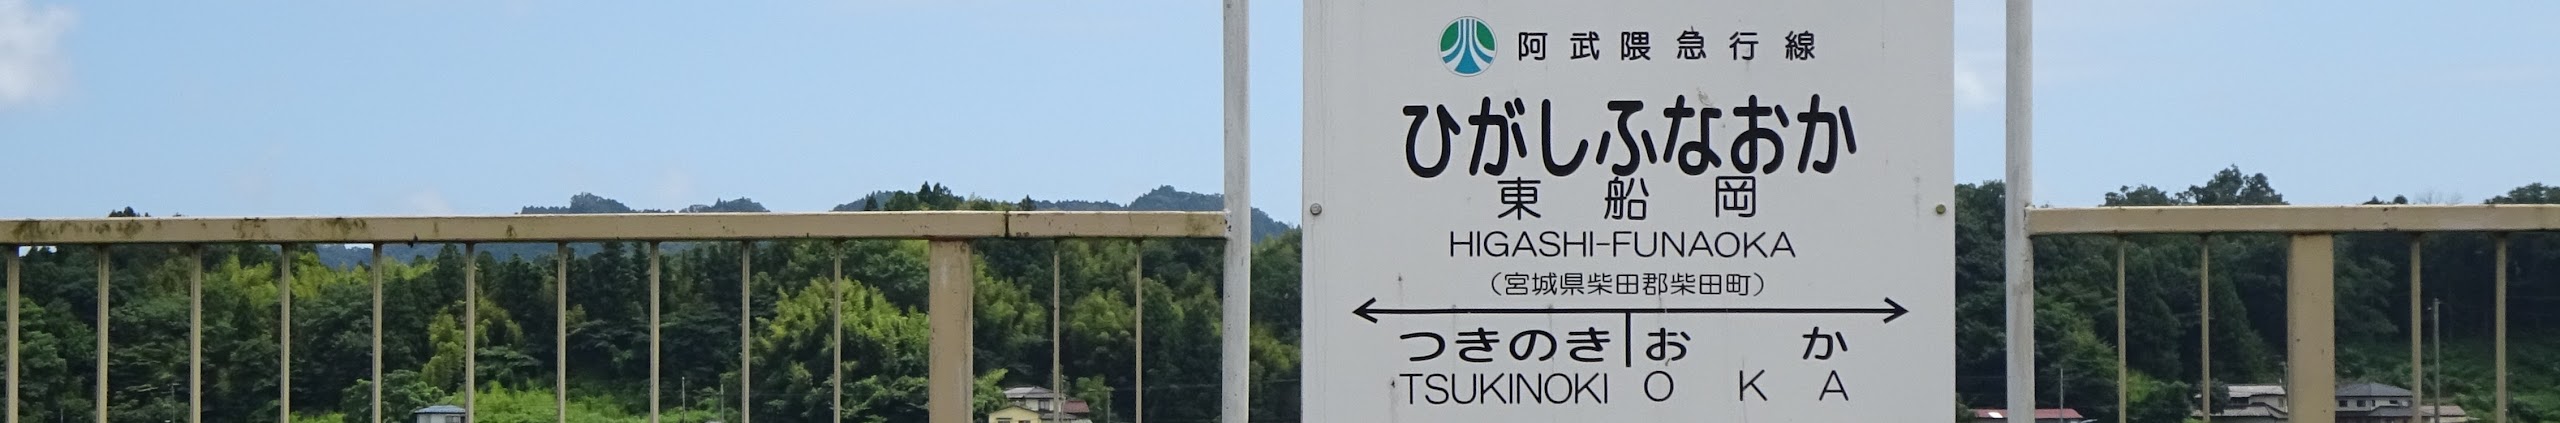 阿武隈急行線
ひがしふなおか
東船岡
HIGASHI-FUNAOKA
(宮城県柴田郡柴田町)
つきのき おか
TSUKINOKI OKA